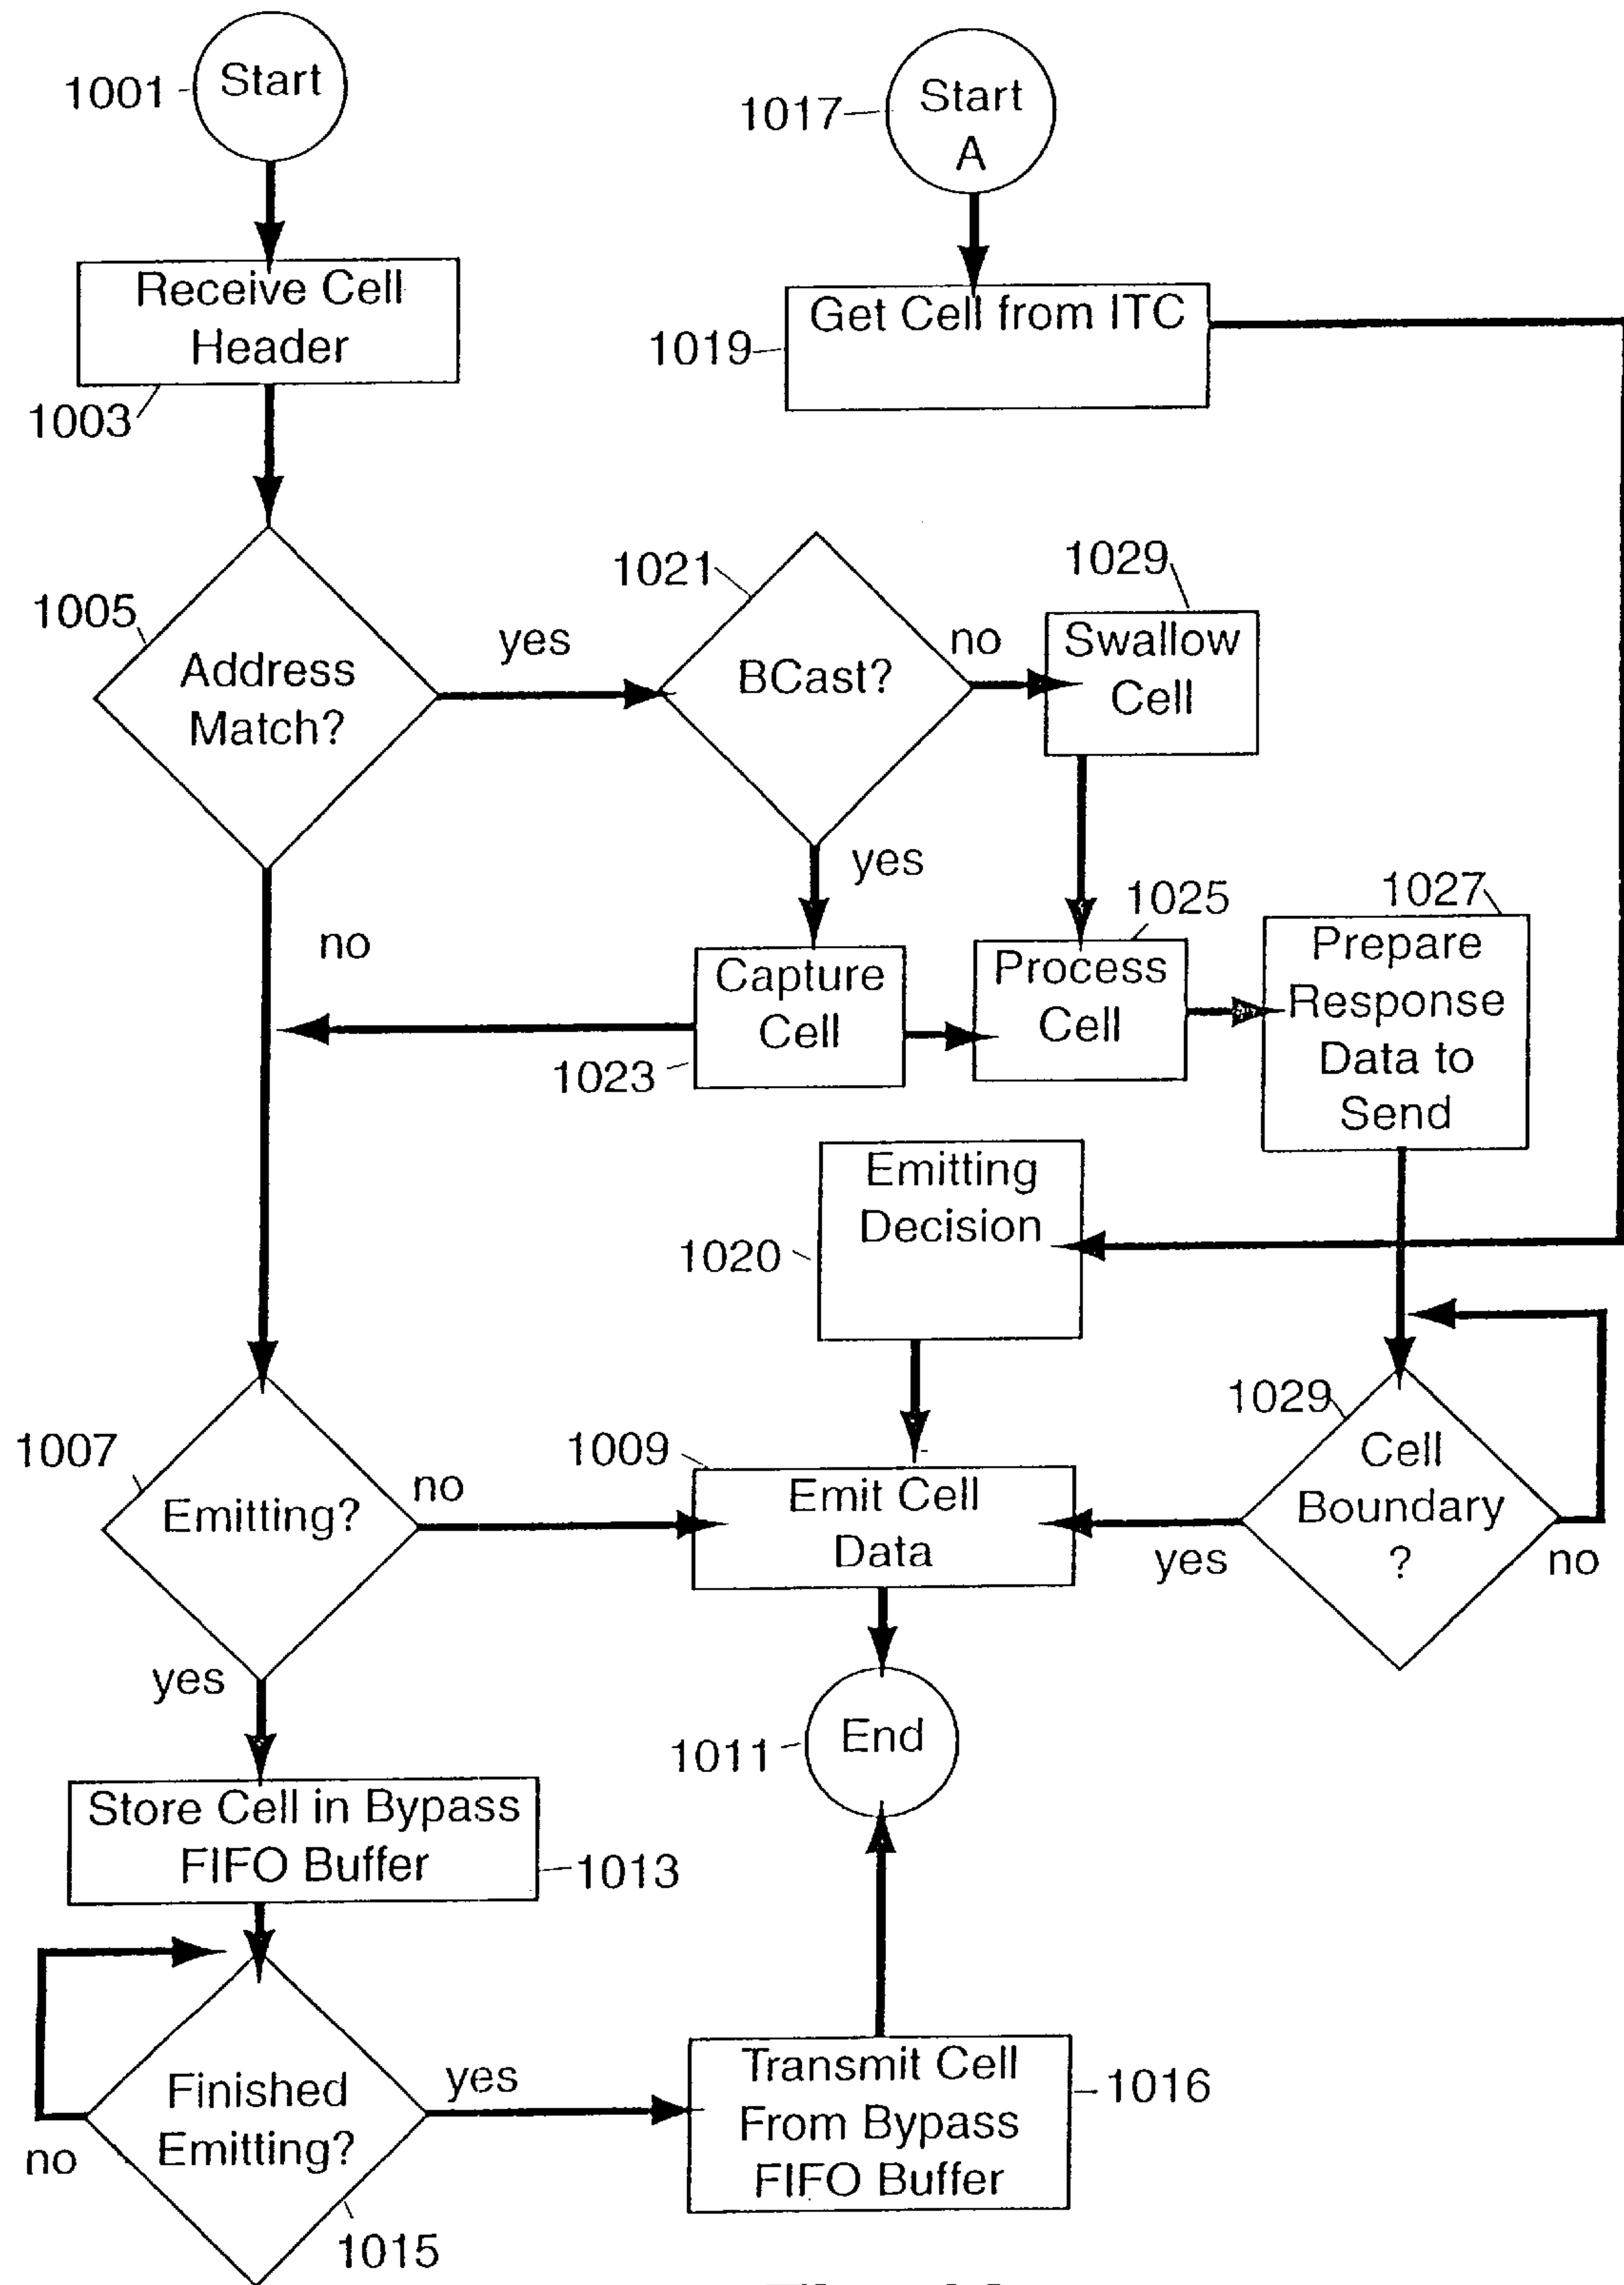 1001
Start
1017
Start
A
Receive Cell
Header
1003
Get Cell from ITC
1019
1005
Address
Match?
yes
no
1021
BCast?
no
yes
1029
Swallow
Cell
Capture
Cell
1023
1025
Process
Cell
1027
Prepare
Response
Data to
Send
Emitting
Decision
1020
1007
Emitting?
no
yes
1009
Emit Cell
Data
1029
Cell
Boundary
?
yes
no
1011
End
Store Cell in Bypass
FIFO Buffer
1013
Finished
Emitting?
no
yes
1015
Transmit Cell
From Bypass
FIFO Buffer
1016